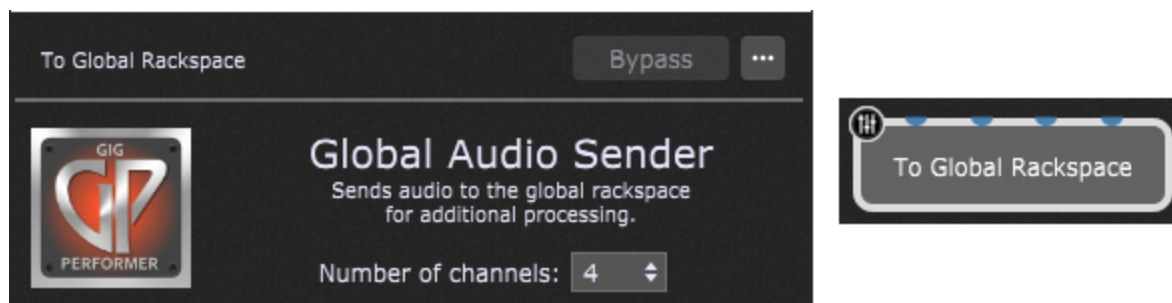 To Global Rackspace
Bypass
...
GIG
GP
PERFORMER
Global Audio Sender
Sends audio to the global rackspace
for additional processing.
Number of channels: 4
To Global Rackspace